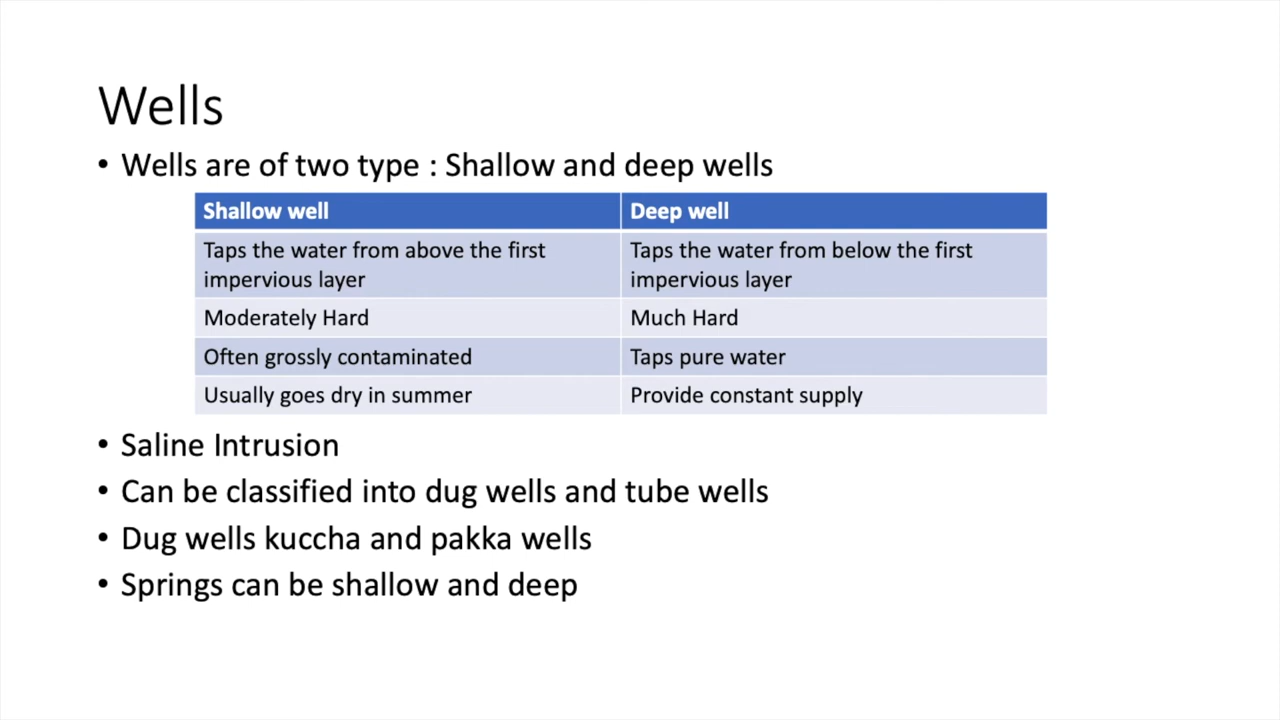 Wells
• Wells are of two type : Shallow and deep wells
Shallow well
Deep well
Taps the water from above the first
impervious layer
Taps the water from below the first
impervious layer
Moderately Hard
Much Hard
Often grossly contaminated
Taps pure water
Usually goes dry in summer
Provide constant supply
• Saline Intrusion
• Can be classified into dug wells and tube wells
• Dug wells kuccha and pakka wells
• Springs can be shallow and deep